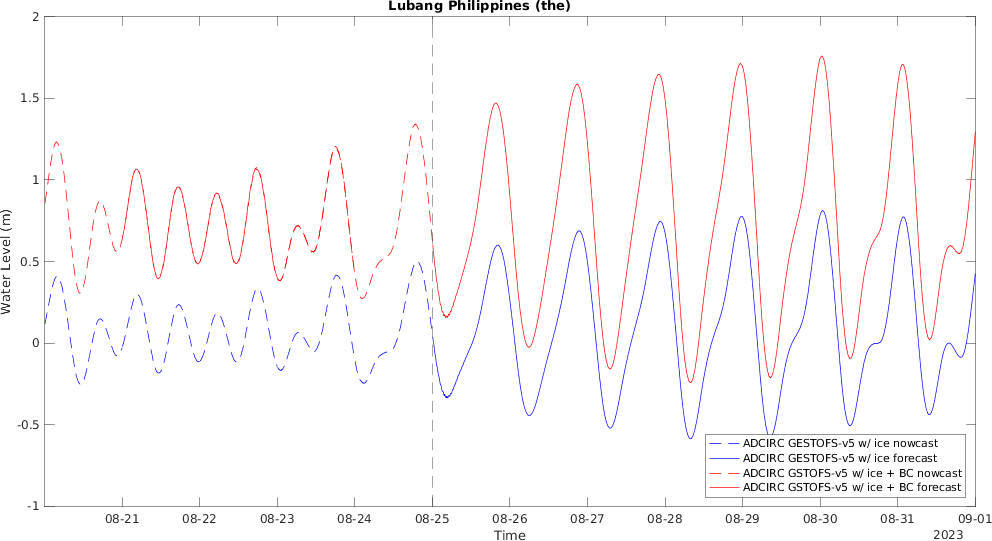 Lubang Philippines (the)
2
1.5
1
0.5
0
-0.5
-1
Water Level (m)
ADCIRC GESTOFS-v5 w/ ice nowcast
ADCIRC GESTOFS-v5 w/ ice forecast
ADCIRC GSTOFS-v5 w/ ice + BC nowcast
ADCIRC GSTOFS-v5 w/ ice + BC forecast
08-21 08-22 08-23 08-24 08-25 08-26 08-27 08-28 08-29 08-30 08-31 09-01
Time
2023